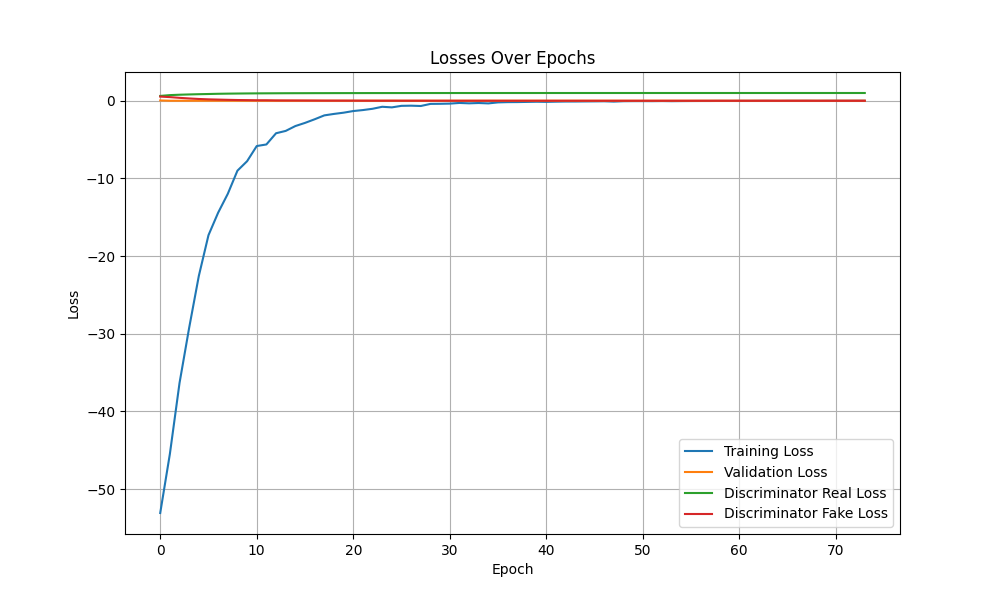 Losses Over Epochs
Loss
0
−10
−20
−30
−40
−50
0 10 20 30 40 50 60 70
Epoch
Training Loss
Validation Loss
Discriminator Real Loss
Discriminator Fake Loss